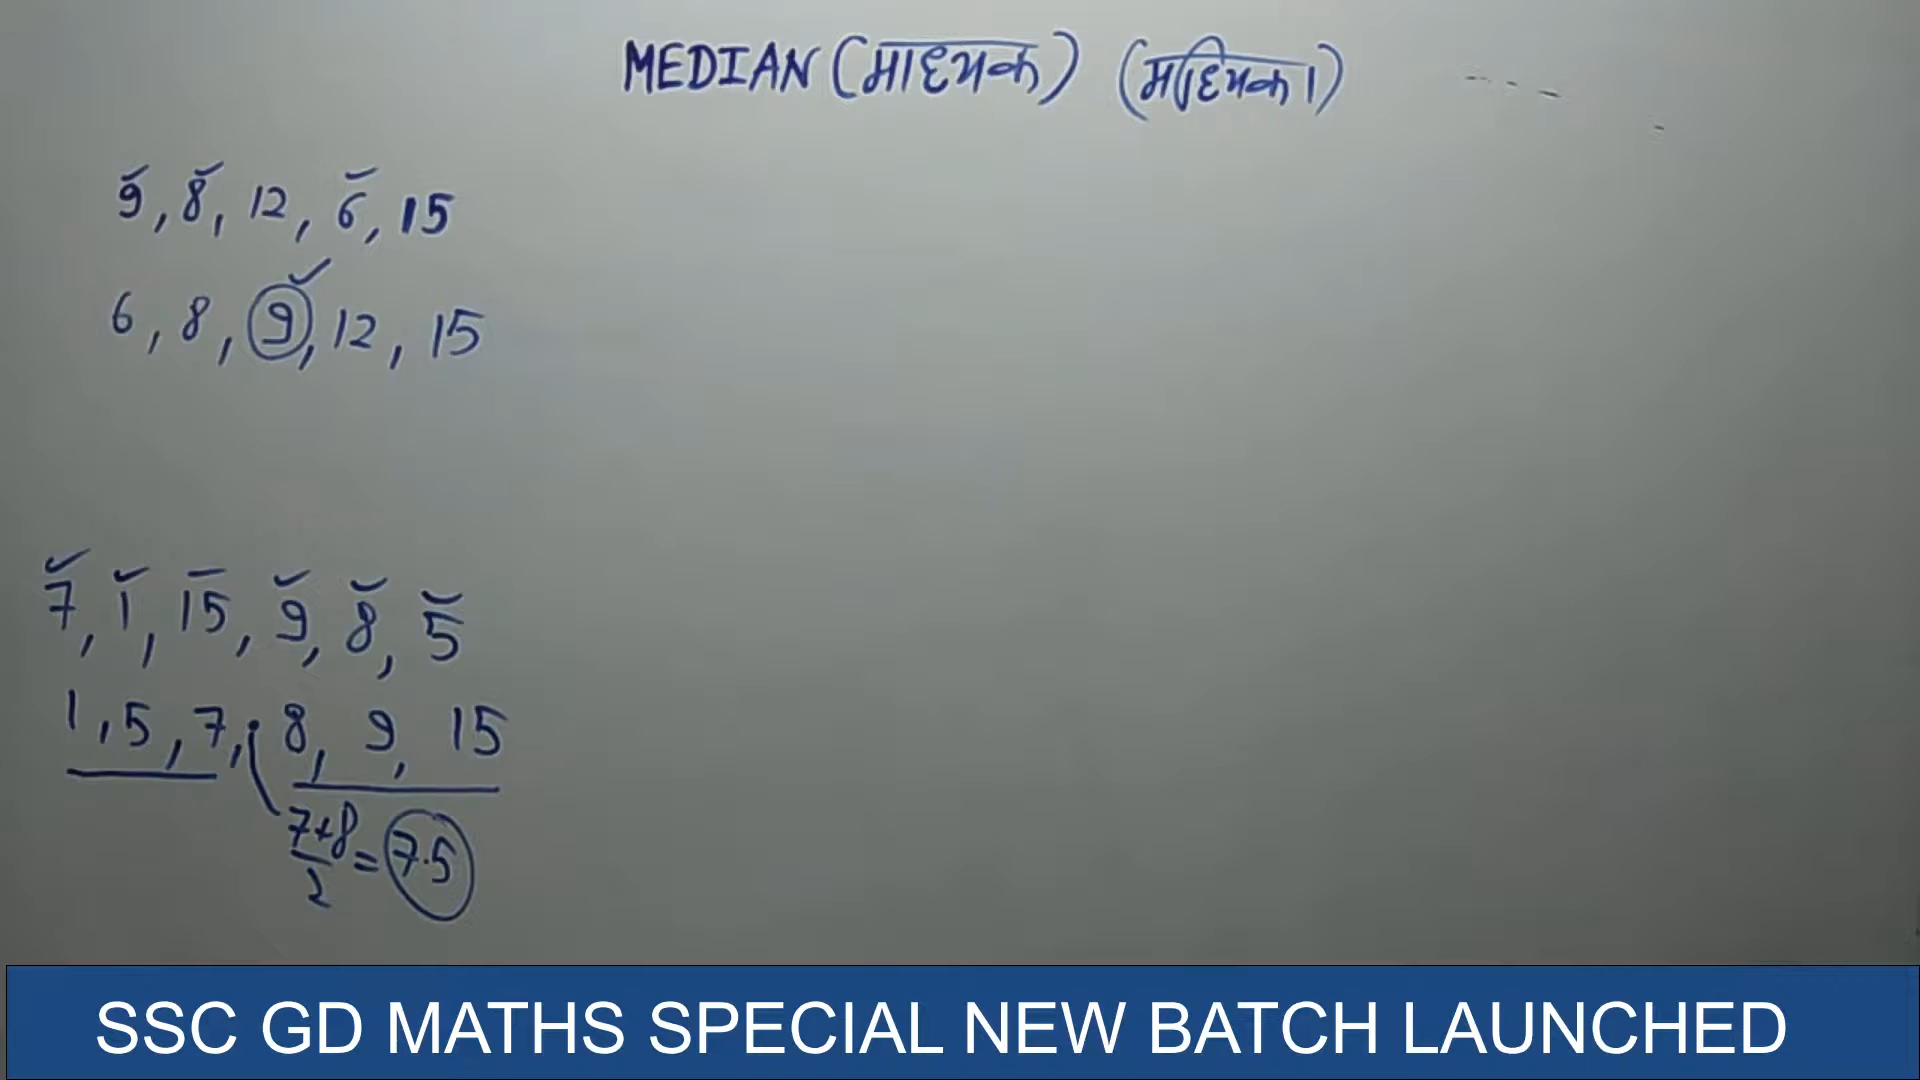 MEDIAN (माध्यक) (मध्यिका)
9, 8, 12, 6, 15
6, 8, 9, 12, 15
7, 1, 15, 9, 8, 5
1, 5, 7, 8, 9, 15
7+8/2 = 7.5
SSC GD MATHS SPECIAL NEW BATCH LAUNCHED